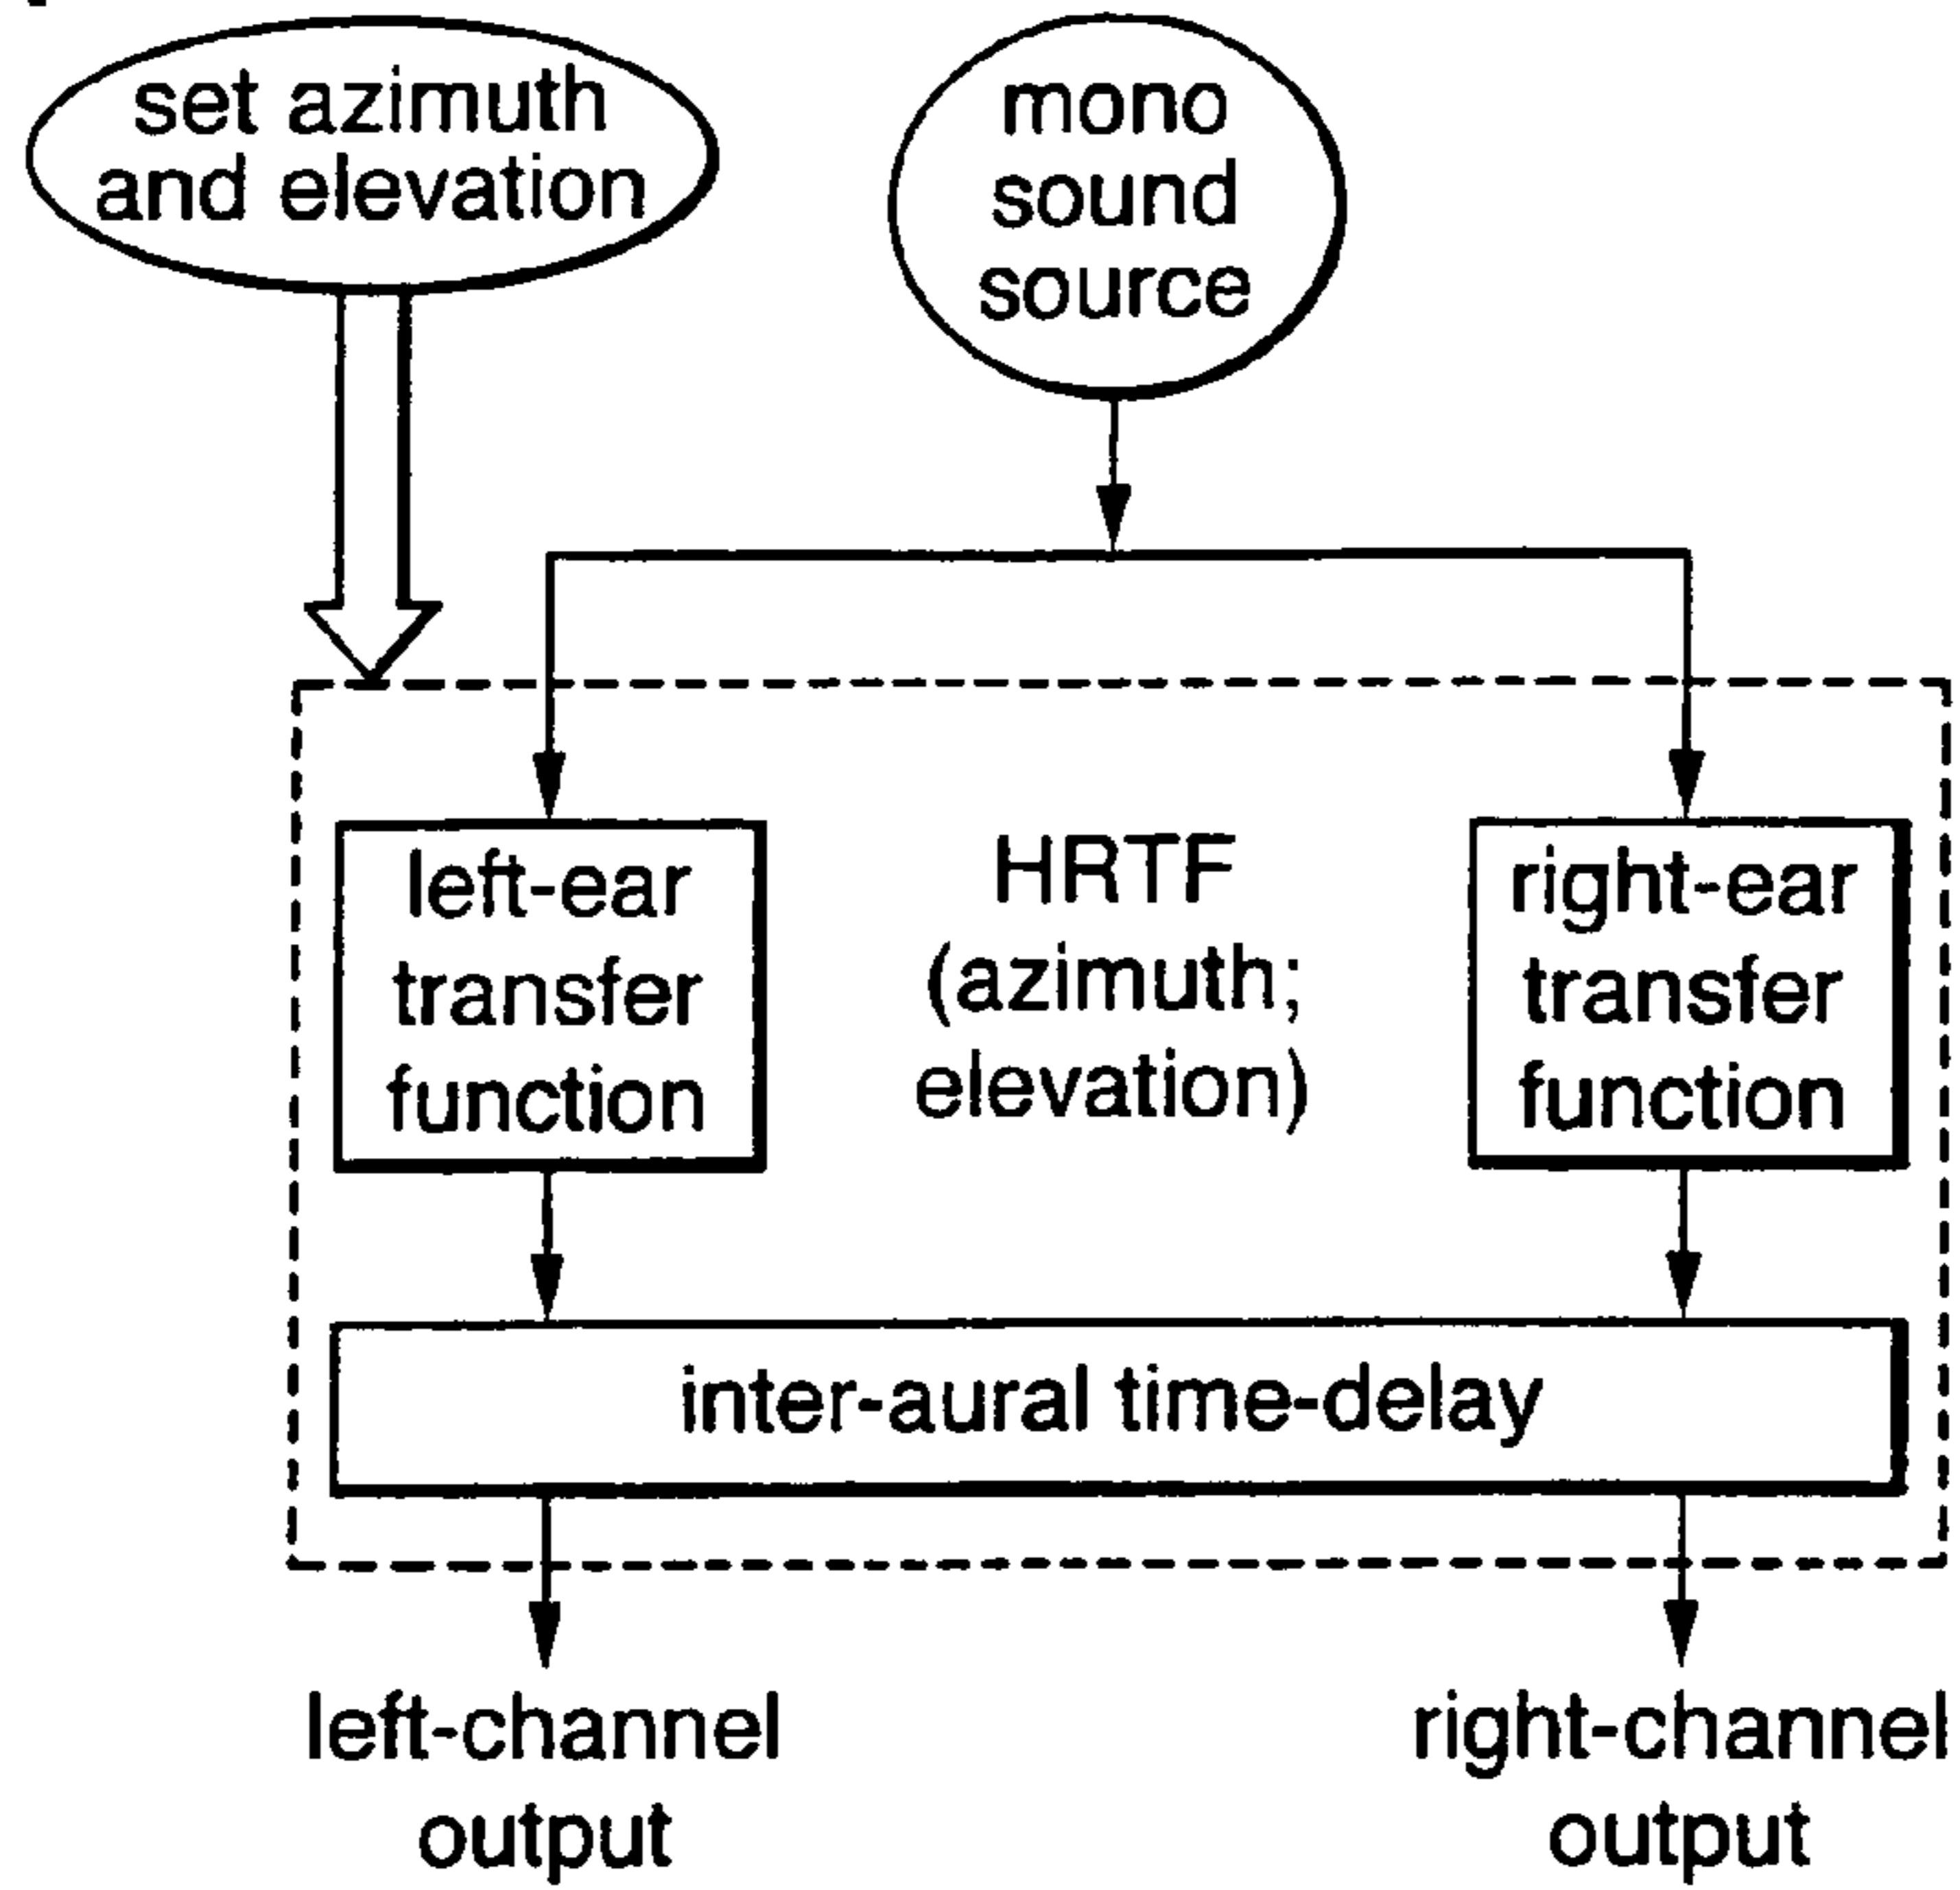 set azimuth
and elevation
mono
sound
source
left-ear
transfer
function
HRTF
(azimuth;
elevation)
right-ear
transfer
function
inter-aural time-delay
left-channel
output
right-channel
output